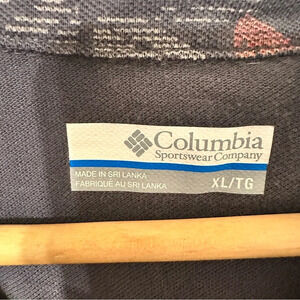 Columbia
Sportswear Company
MADE IN SRI LANKA
FABRIQUÉ AU SRI LANKA
XL/TG